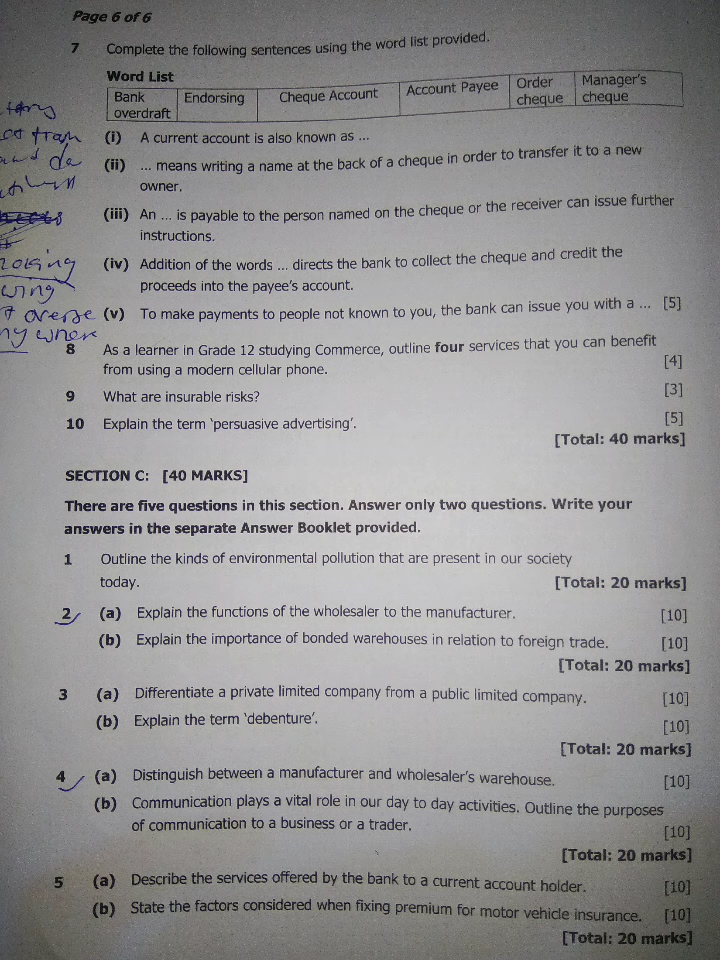 Page 6 of 6
7 Complete the following sentences using the word list provided.
Word List
Bank overdraft Endorsing Cheque Account Account Payee Order cheque Manager's cheque
(i) A current account is also known as ...
(ii) ... means writing a name at the back of a cheque in order to transfer it to a new
owner.
(iii) An ... is payable to the person named on the cheque or the receiver can issue further
instructions.
(iv) Addition of the words ... directs the bank to collect the cheque and credit the
proceeds into the payee's account.
(v) To make payments to people not known to you, the bank can issue you with a ... [5]
8 As a learner in Grade 12 studying Commerce, outline four services that you can benefit
from using a modern cellular phone. [4]
9 What are insurable risks? [3]
10 Explain the term 'persuasive advertising'. [5]
[Total: 40 marks]
SECTION C: [40 MARKS]
There are five questions in this section. Answer only two questions. Write your
answers in the separate Answer Booklet provided.
1 Outline the kinds of environmental pollution that are present in our society
today. [Total: 20 marks]
2 (a) Explain the functions of the wholesaler to the manufacturer. [10]
(b) Explain the importance of bonded warehouses in relation to foreign trade. [10]
[Total: 20 marks]
3 (a) Differentiate a private limited company from a public limited company. [10]
(b) Explain the term 'debenture'. [10]
[Total: 20 marks]
4 (a) Distinguish between a manufacturer and wholesaler's warehouse. [10]
(b) Communication plays a vital role in our day to day activities. Outline the purposes
of communication to a business or a trader. [10]
[Total: 20 marks]
5 (a) Describe the services offered by the bank to a current account holder. [10]
(b) State the factors considered when fixing premium for motor vehicle insurance. [10]
[Total: 20 marks]